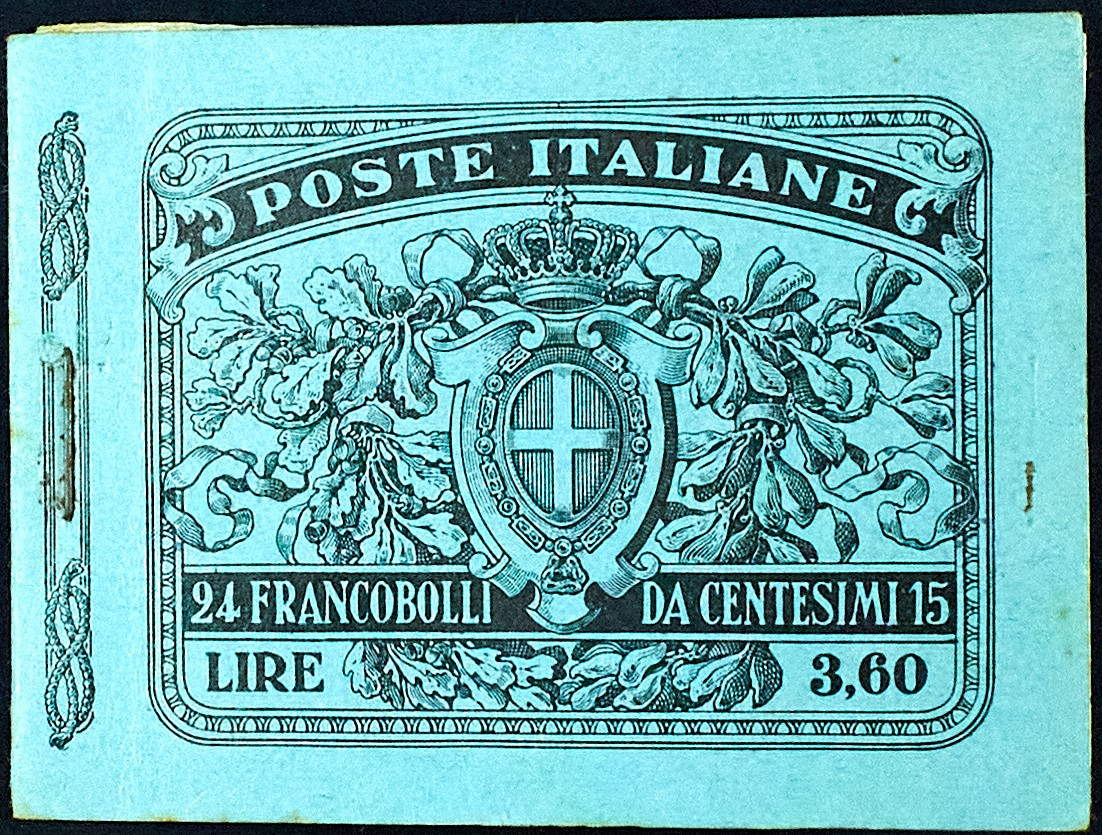 POSTE ITALIANE
24 FRANCOBOLLI DA CENTESIMI 15
LIRE 3,60